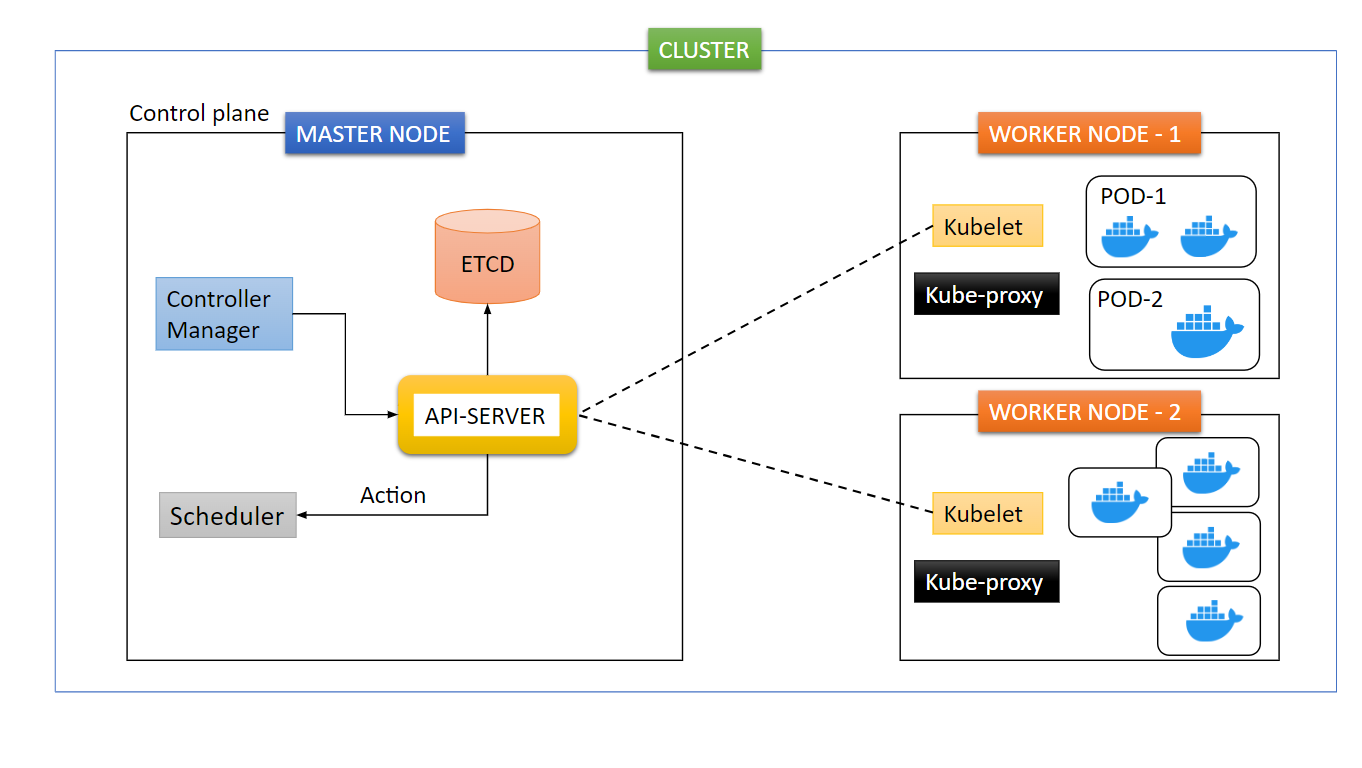 CLUSTER
Control plane
MASTER NODE
ETCD
Controller
Manager
API-SERVER
Action
Scheduler
WORKER NODE - 1
Kubelet
Kube-proxy
POD-1
POD-2
WORKER NODE - 2
Kubelet
Kube-proxy